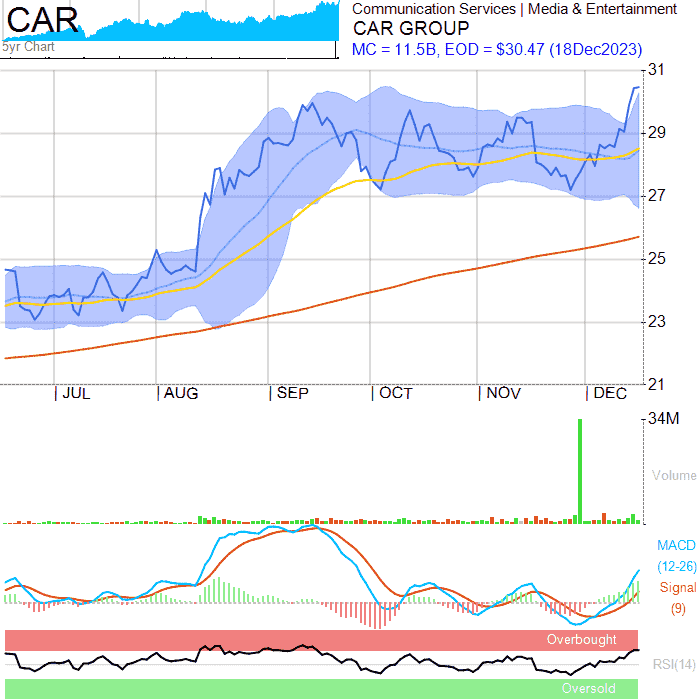 CAR
5yr Chart
Communication Services | Media & Entertainment
CAR GROUP
MC = 11.5B, EOD = $30.47 (18Dec2023)
31
29
27
25
23
21
JUL
AUG
SEP
OCT
NOV
DEC
34M
Volume
MACD
(12-26)
Signal
(9)
Overbought
RSI(14)
Oversold